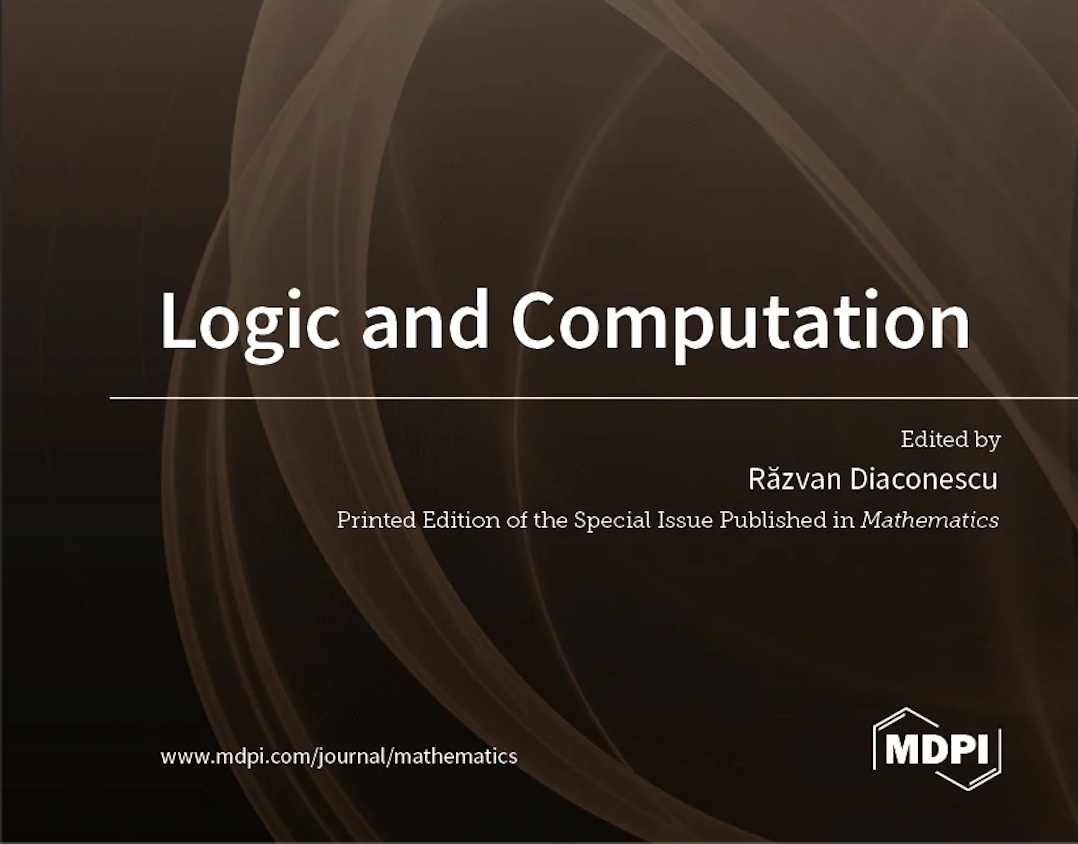 Logic and Computation
Edited by
Răzvan Diaconescu
Printed Edition of the Special Issue Published in Mathematics
www.mdpi.com/journal/mathematics
MDPI